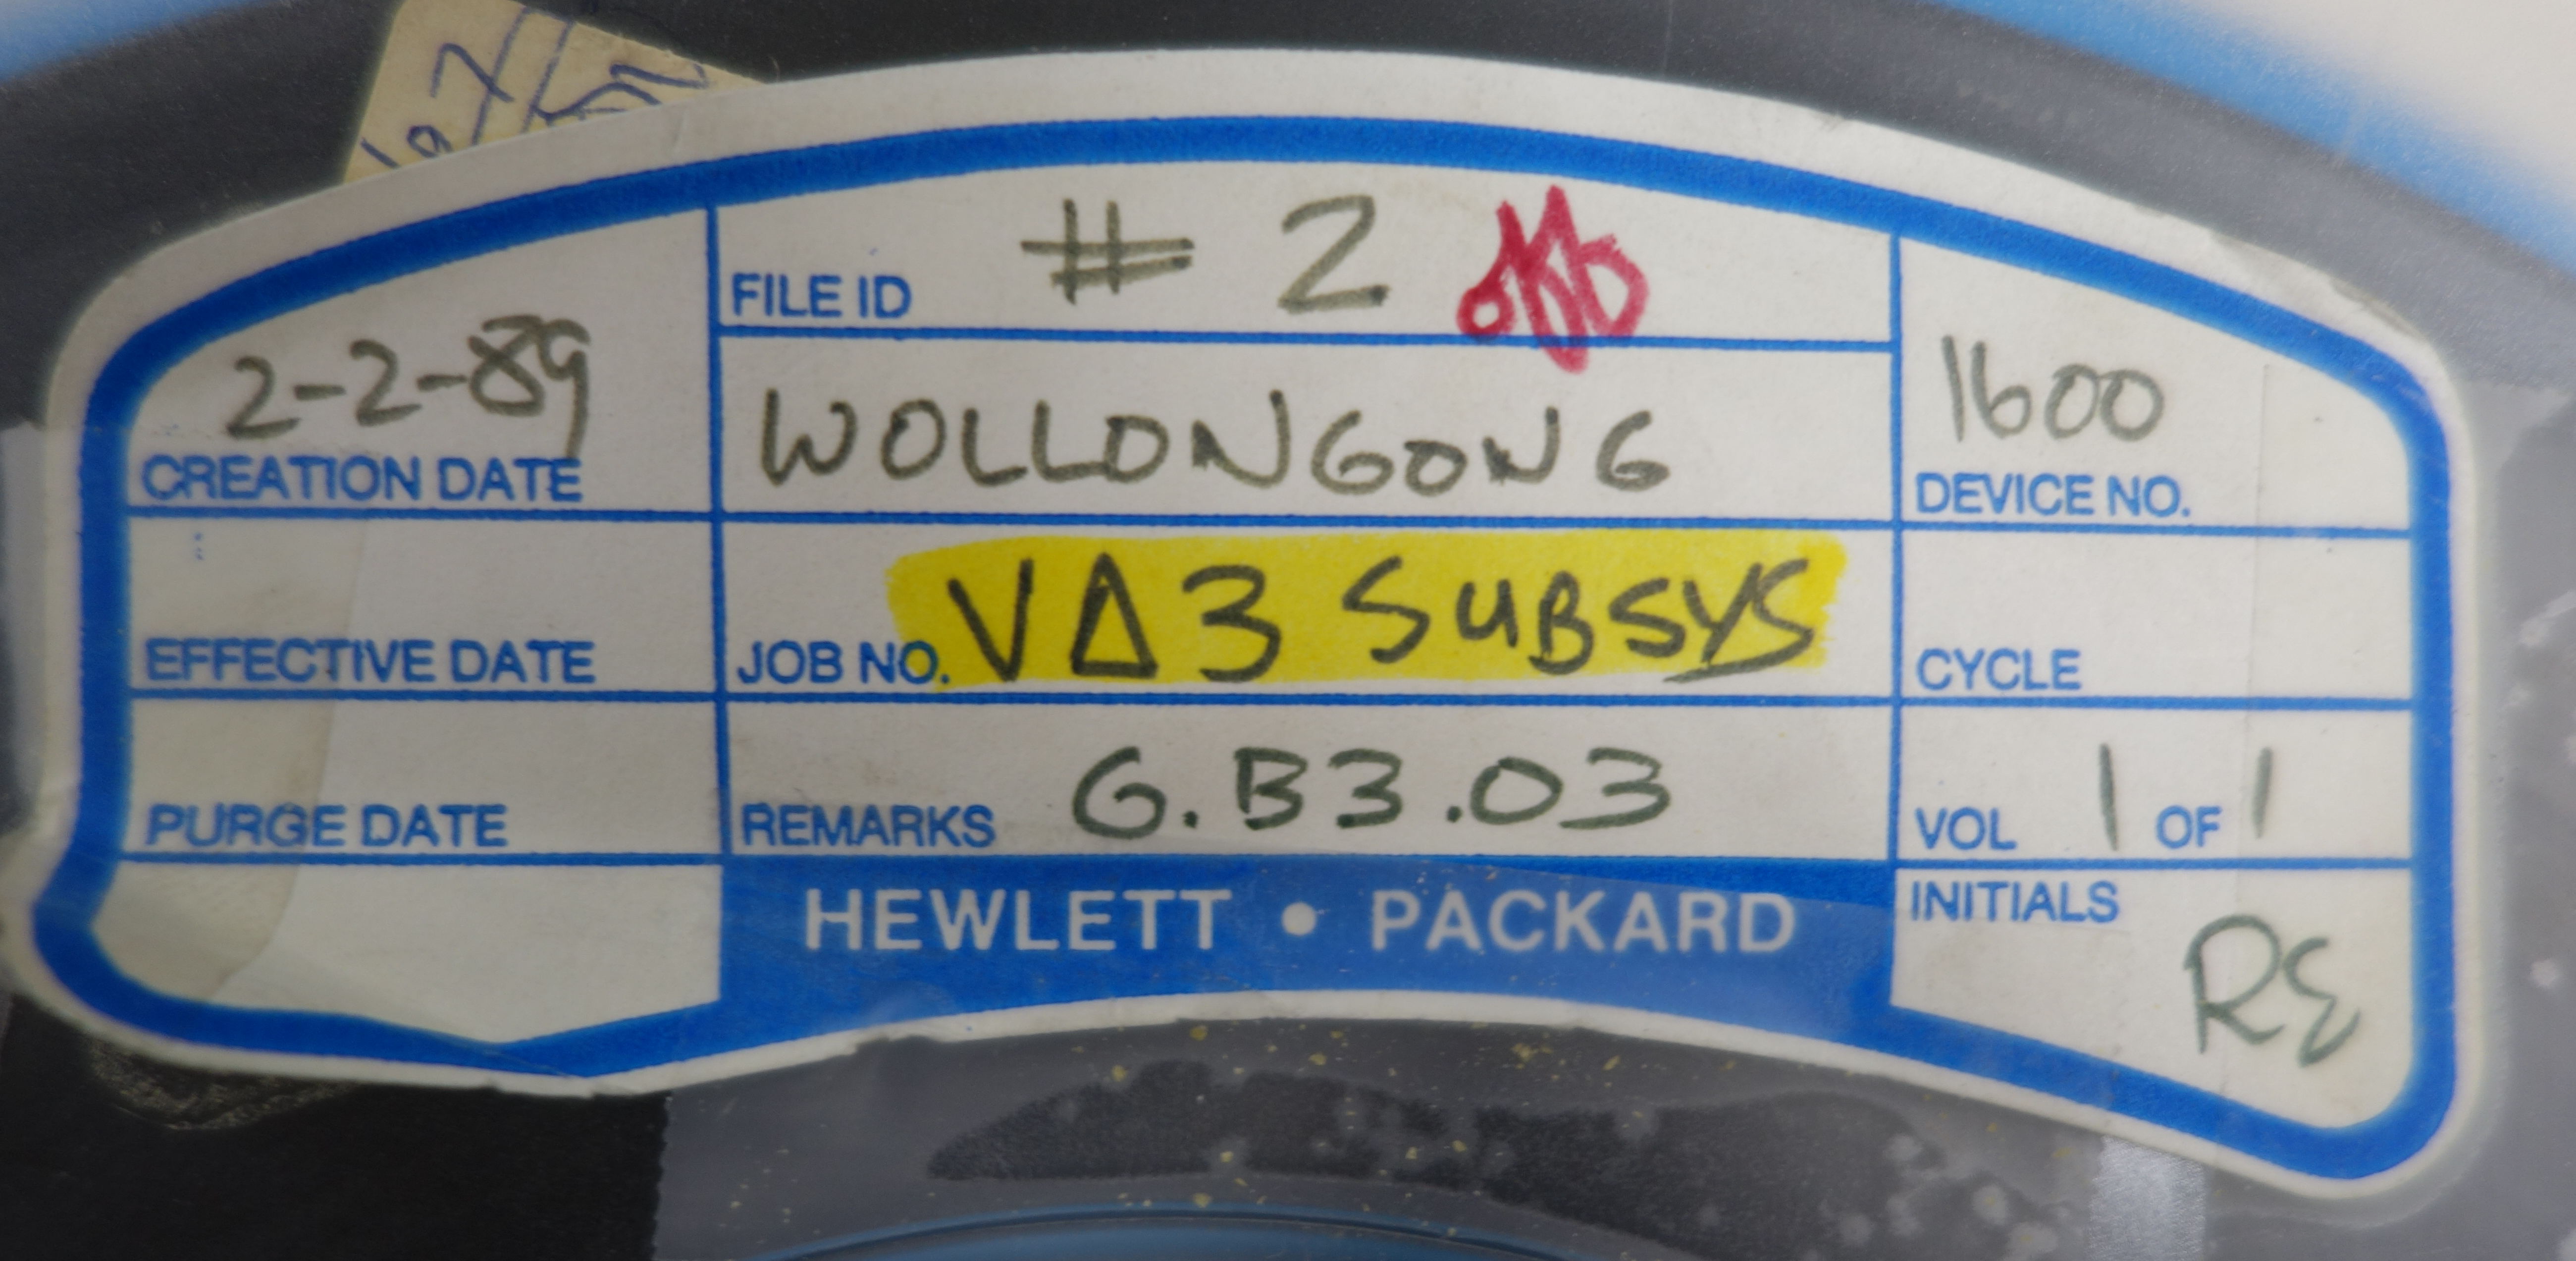 # 2
FILE ID
2-2-89
CREATION DATE
WOLLONGONG
1600
DEVICE NO.
EFFECTIVE DATE
JOB NO. VΔ3 SUBSYS
CYCLE
PURGE DATE
REMARKS G.B3.03
VOL 1 OF 1
HEWLETT • PACKARD
INITIALS
RE